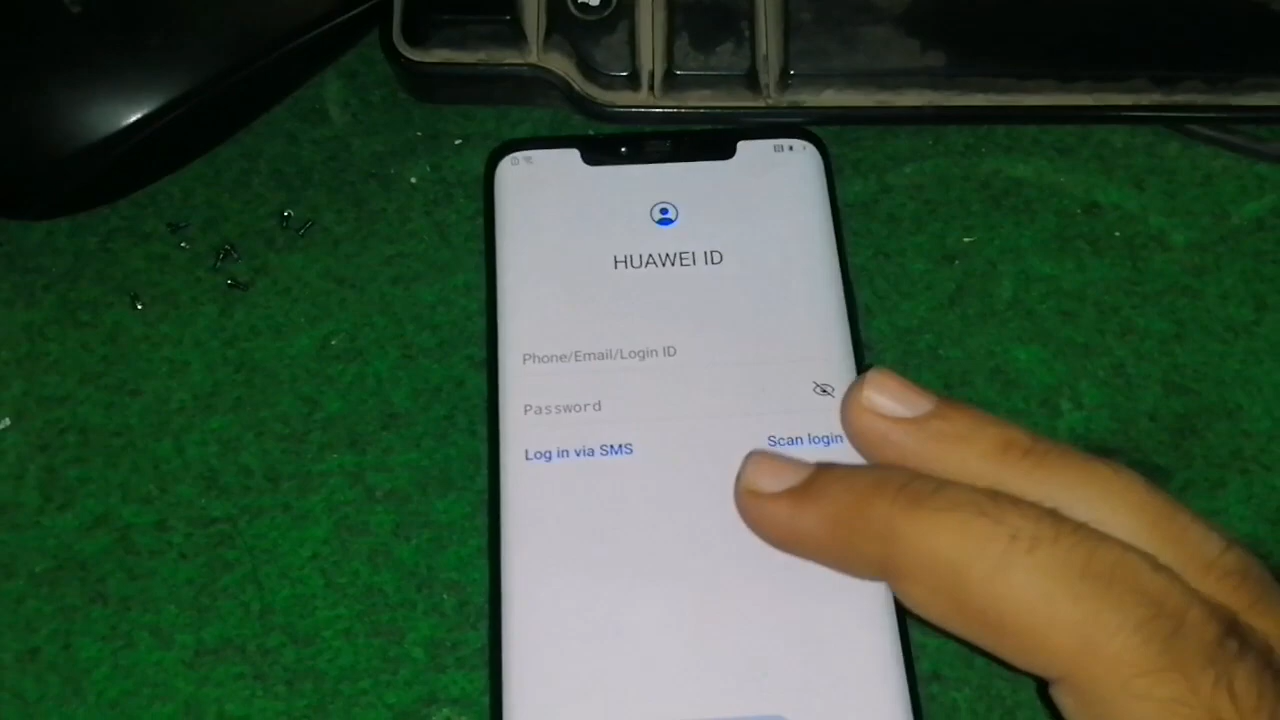 HUAWEI ID
Phone/Email/Login ID
Password
Log in via SMS
Scan login